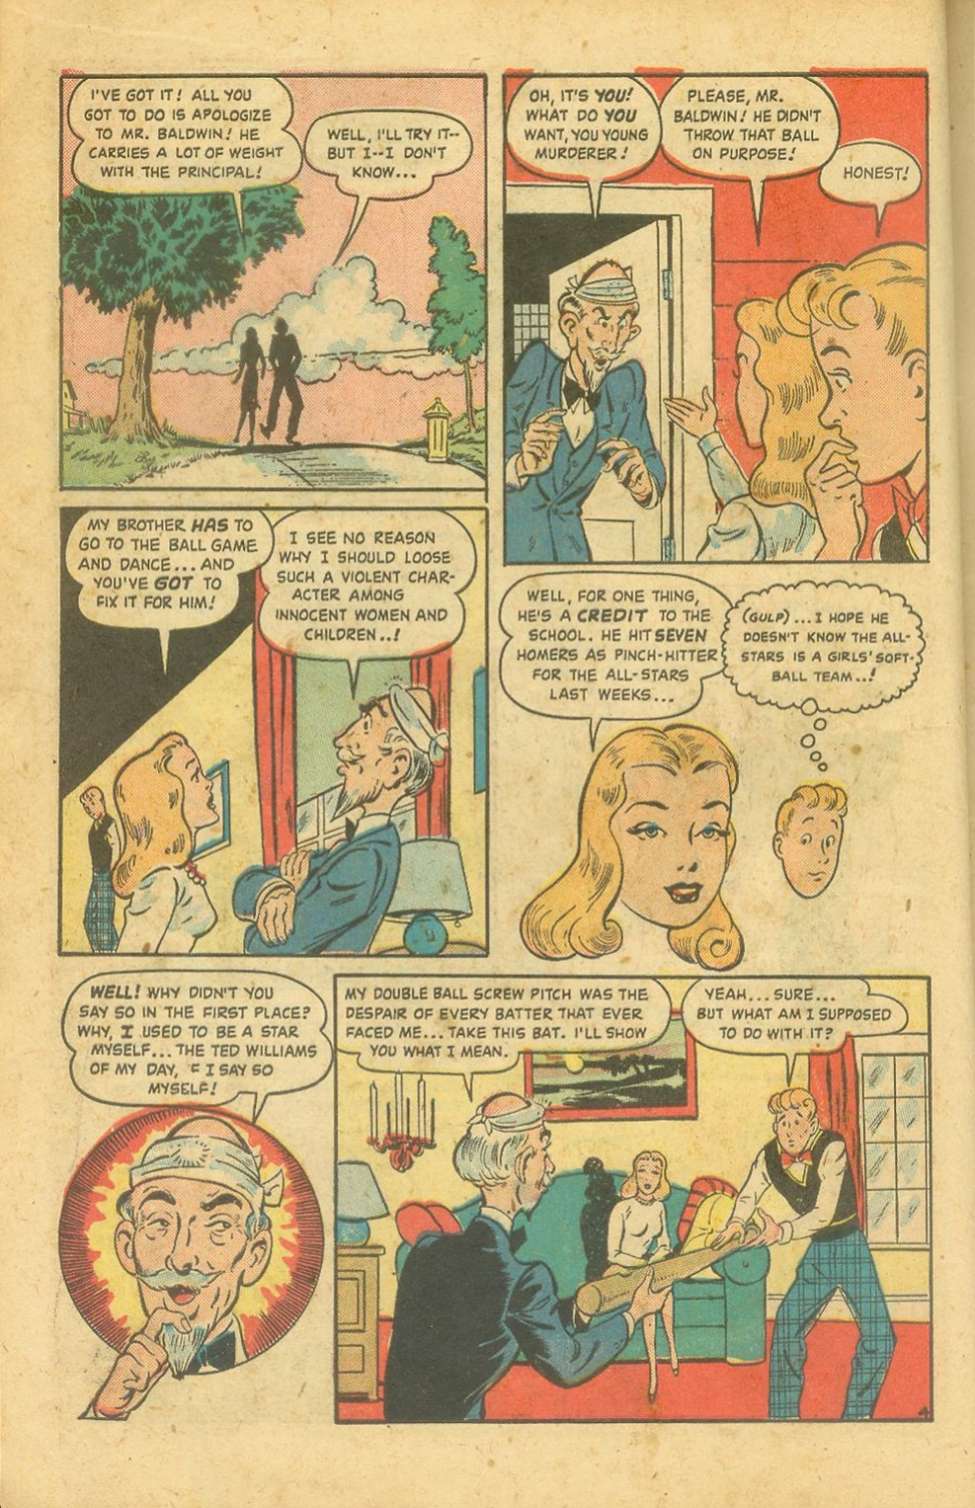 I'VE GOT IT! ALL YOU
GOT TO DO IS APOLOGIZE
TO MR. BALDWIN! HE
CARRIES A LOT OF WEIGHT
WITH THE PRINCIPAL!
WELL, I'LL TRY IT--
BUT I--I DON'T
KNOW...
OH, IT'S YOU!
WHAT DO YOU
WANT, YOU YOUNG
MURDERER!
PLEASE, MR.
BALDWIN! HE DIDN'T
THROW THAT BALL
ON PURPOSE!
HONEST!
MY BROTHER HAS TO
GO TO THE BALL GAME
AND DANCE... AND
YOU'VE GOT TO
FIX IT FOR HIM!
I SEE NO REASON
WHY I SHOULD LOOSE
SUCH A VIOLENT CHAR-
ACTER AMONG
INNOCENT WOMEN AND
CHILDREN..!
WELL, FOR ONE THING,
HE'S A CREDIT TO THE
SCHOOL. HE HIT SEVEN
HOMERS AS PINCH-HITTER
FOR THE ALL-STARS
LAST WEEKS...
(GULP)... I HOPE HE
DOESN'T KNOW THE ALL-
STARS IS A GIRLS' SOFT-
BALL TEAM..!
WELL! WHY DIDN'T YOU
SAY SO IN THE FIRST PLACE?
WHY, I USED TO BE A STAR
MYSELF... THE TED WILLIAMS
OF MY DAY, F I SAY SO
MYSELF!
MY DOUBLE BALL SCREW PITCH WAS THE
DESPAIR OF EVERY BATTER THAT EVER
FACED ME... TAKE THIS BAT. I'LL SHOW
YOU WHAT I MEAN.
YEAH... SURE...
BUT WHAT AM I SUPPOSED
TO DO WITH IT?
4